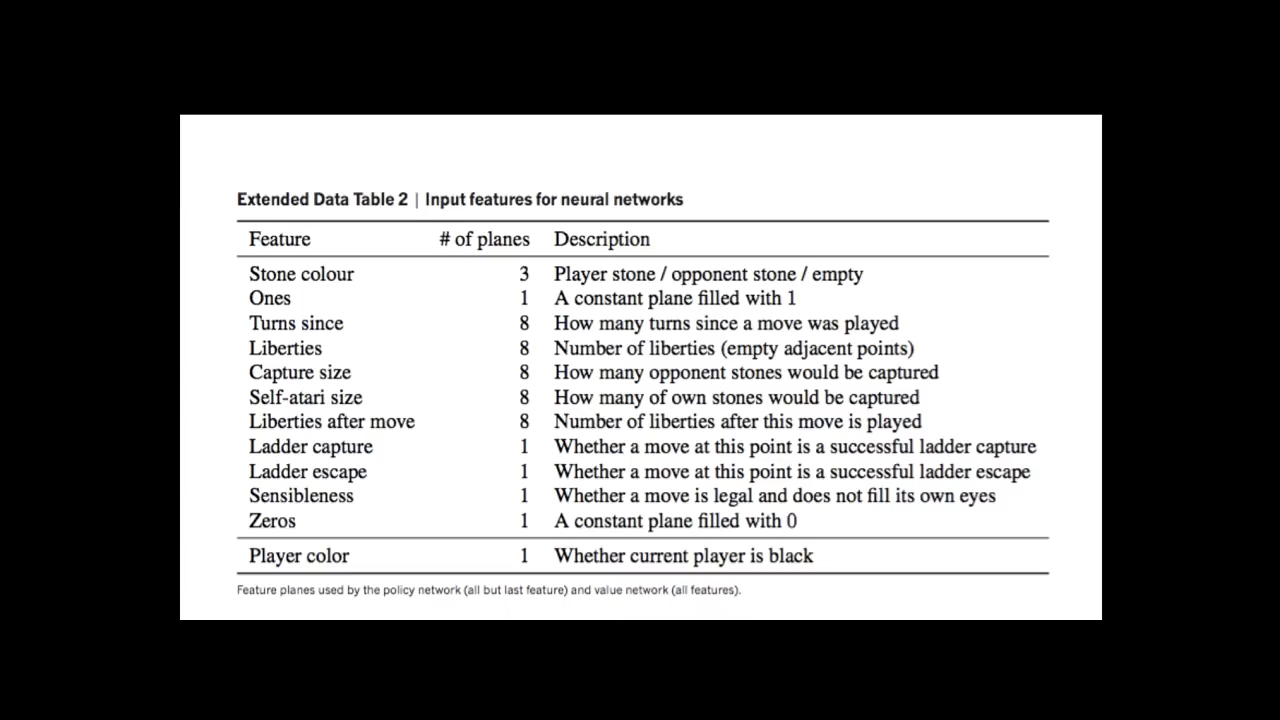 Extended Data Table 2 | Input features for neural networks
Feature # of planes Description
Stone colour 3 Player stone / opponent stone / empty
Ones 1 A constant plane filled with 1
Turns since 8 How many turns since a move was played
Liberties 8 Number of liberties (empty adjacent points)
Capture size 8 How many opponent stones would be captured
Self-atari size 8 How many of own stones would be captured
Liberties after move 8 Number of liberties after this move is played
Ladder capture 1 Whether a move at this point is a successful ladder capture
Ladder escape 1 Whether a move at this point is a successful ladder escape
Sensibleness 1 Whether a move is legal and does not fill its own eyes
Zeros 1 A constant plane filled with 0
Player color 1 Whether current player is black
Feature planes used by the policy network (all but last feature) and value network (all features).